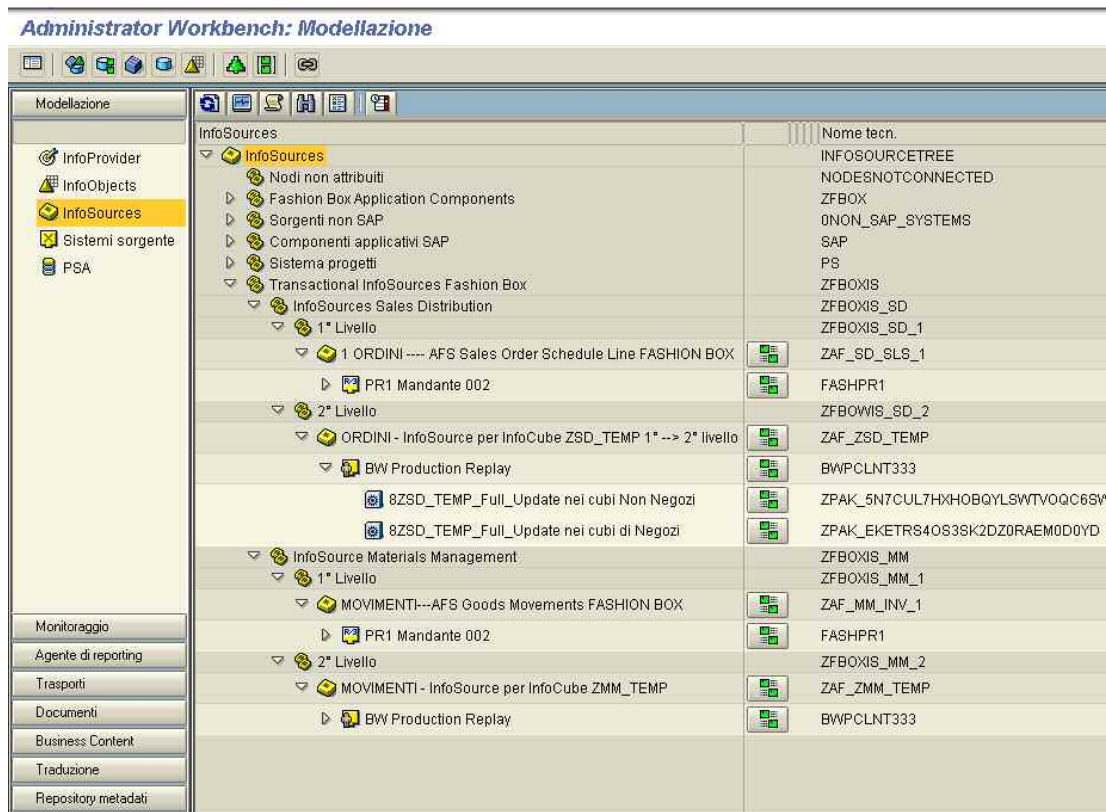 Administrator Workbench: Modellazione
Modellazione
InfoProvider
InfoObjects
InfoSources
Sistemi sorgente
PSA
Monitoraggio
Agente di reporting
Trasporti
Documenti
Business Content
Traduzione
Repository metadati
InfoSources Nome tecn.
InfoSources INFOSOURCETREE
Nodi non attribuiti NODESNOTCONNECTED
Fashion Box Application Components ZFBOX
Sorgenti non SAP 0NON_SAP_SYSTEMS
Componenti applicativi SAP SAP
Sistema progetti PS
Transactional InfoSources Fashion Box ZFBOXIS
InfoSources Sales Distribution ZFBOXIS_SD
1° Livello ZFBOXIS_SD_1
1 ORDINI ---- AFS Sales Order Schedule Line FASHION BOX ZAF_SD_SLS_1
PR1 Mandante 002 FASHPR1
2° Livello ZFBOWIS_SD_2
ORDINI - InfoSource per InfoCube ZSD_TEMP 1° --> 2° livello ZAF_ZSD_TEMP
BW Production Replay BWPCLNT333
8ZSD_TEMP_Full_Update nei cubi Non Negozi ZPAK_5N7CUL7HXHOBQYLSWTVOQC6SW
8ZSD_TEMP_Full_Update nei cubi di Negozi ZPAK_EKETRS4OS3SK2DZ0RAEM0D0YD
InfoSource Materials Management ZFBOXIS_MM
1° Livello ZFBOXIS_MM_1
MOVIMENTI---AFS Goods Movements FASHION BOX ZAF_MM_INV_1
PR1 Mandante 002 FASHPR1
2° Livello ZFBOXIS_MM_2
MOVIMENTI - InfoSource per InfoCube ZMM_TEMP ZAF_ZMM_TEMP
BW Production Replay BWPCLNT333